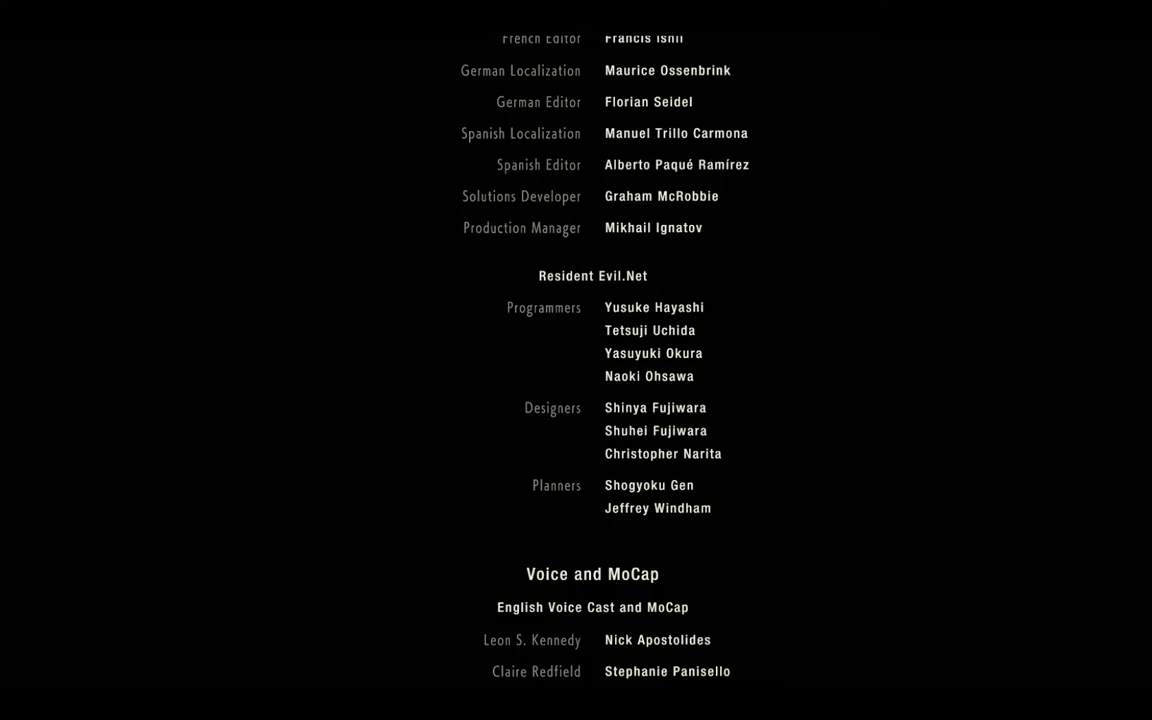 French Editor Francis Ishii
German Localization Maurice Ossenbrink
German Editor Florian Seidel
Spanish Localization Manuel Trillo Carmona
Spanish Editor Alberto Paqué Ramírez
Solutions Developer Graham McRobbie
Production Manager Mikhail Ignatov
Resident Evil.Net
Programmers Yusuke Hayashi
Tetsuji Uchida
Yasuyuki Okura
Naoki Ohsawa
Designers Shinya Fujiwara
Shuhei Fujiwara
Christopher Narita
Planners Shogyoku Gen
Jeffrey Windham
Voice and MoCap
English Voice Cast and MoCap
Leon S. Kennedy Nick Apostolides
Claire Redfield Stephanie Panisello